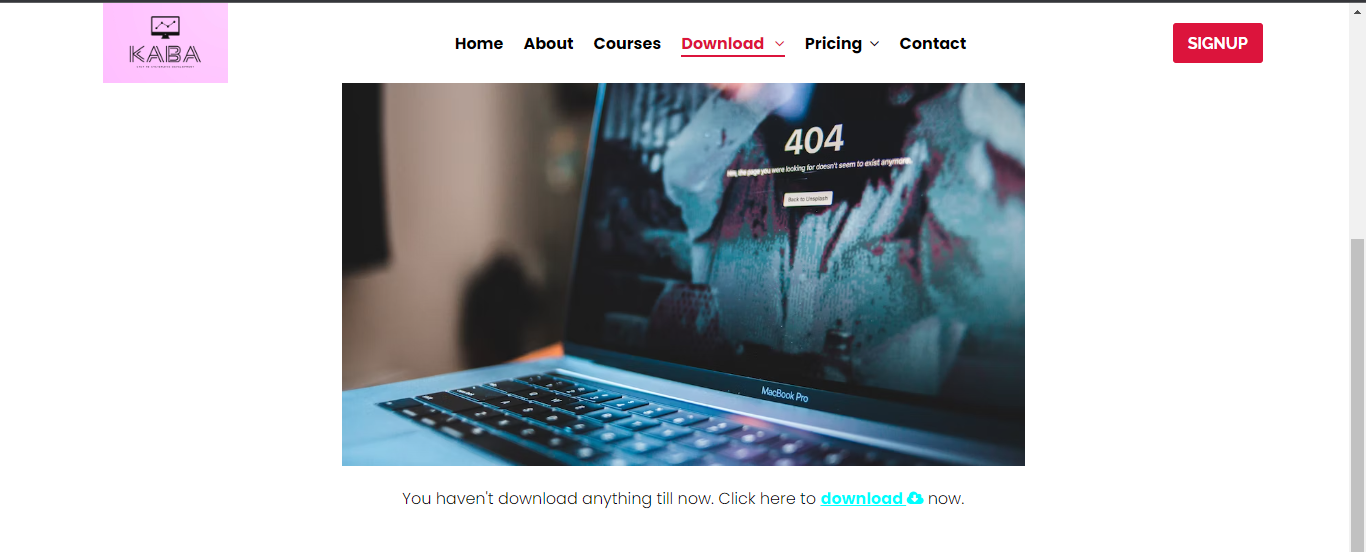 KABA
Home About Courses Download Pricing Contact
SIGNUP
404
Hm, the page you were looking for doesn't seem to exist anymore.
Back to Unsplash
MacBook Pro
You haven't download anything till now. Click here to download now.